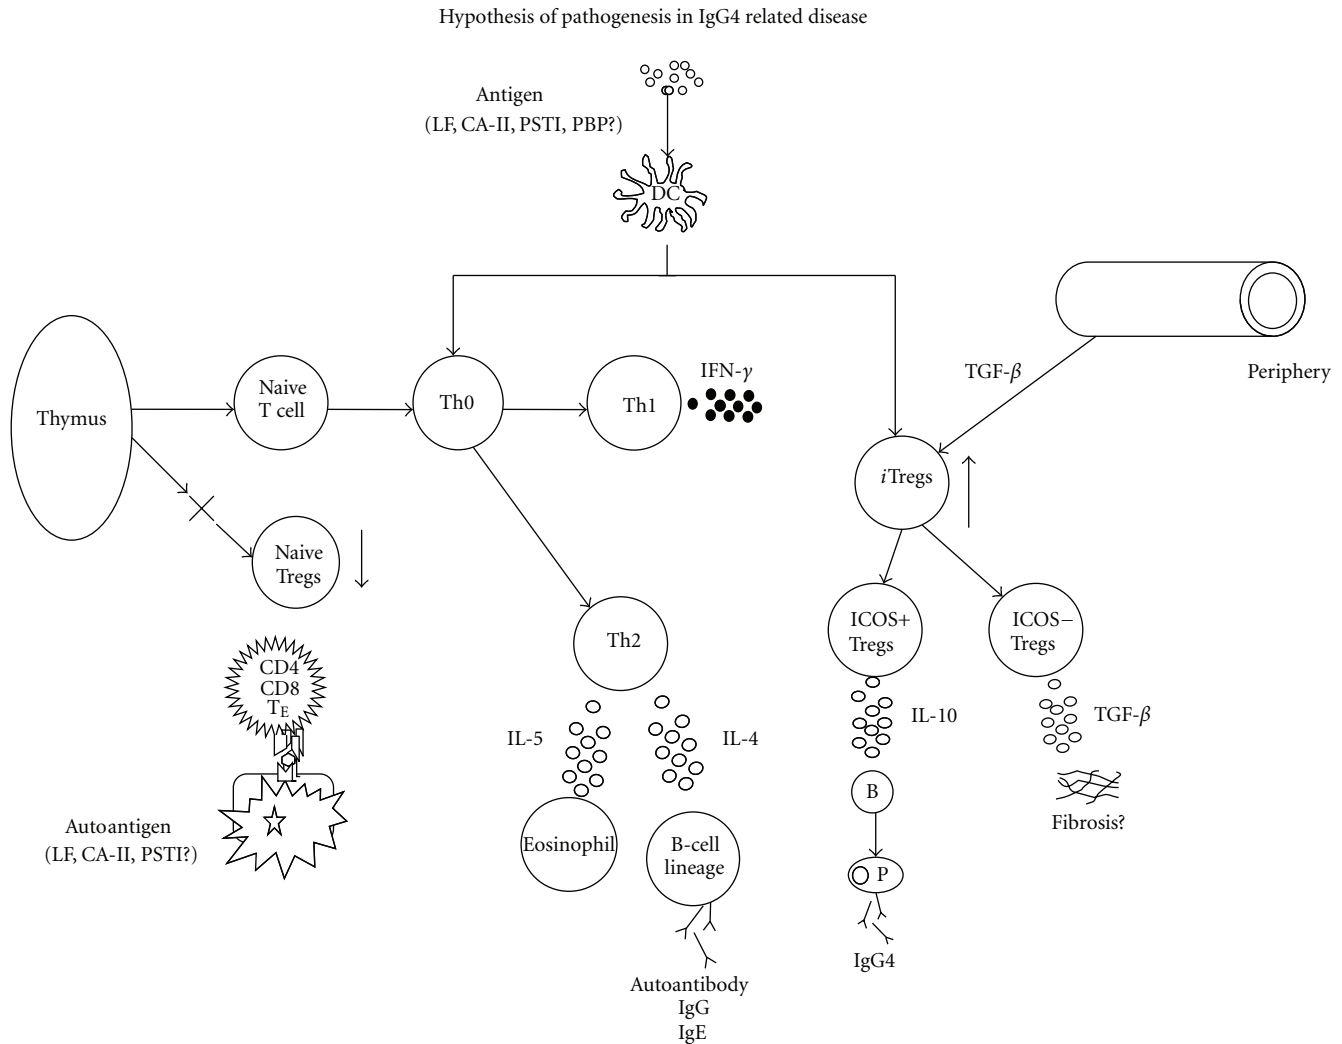 Hypothesis of pathogenesis in IgG4 related disease
Antigen
(LF, CA-II, PSTI, PBP?)
DC
Periphery
TGF-β
Thymus
Naive
T cell
Th0
Th1
IFN-γ
iTregs
Naive
Tregs
Th2
ICOS+
Tregs
ICOS−
Tregs
CD4
CD8
TE
IL-5
IL-4
IL-10
TGF-β
Autoantigen
(LF, CA-II, PSTI?)
Eosinophil
B-cell
lineage
B
P
Fibrosis?
IgG4
Autoantibody
IgG
IgE